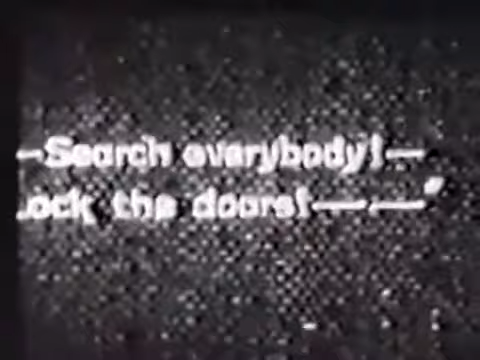 —Search everybody!—
ock the doors!— —"